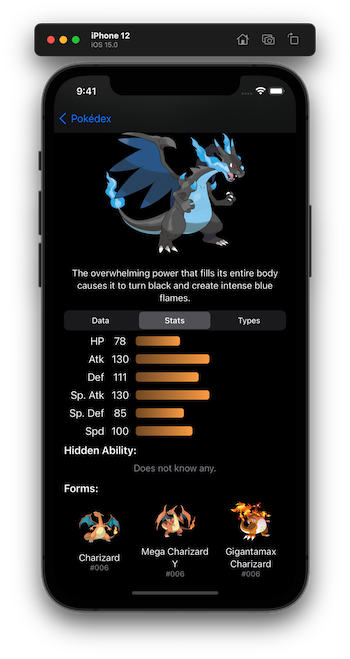 iPhone 12
iOS 15.0
9:41
Pokédex
The overwhelming power that fills its entire body
causes it to turn black and create intense blue
flames.
Data Stats Types
HP 78
Atk 130
Def 111
Sp. Atk 130
Sp. Def 85
Spd 100
Hidden Ability:
Does not know any.
Forms:
Charizard
#006
Mega Charizard
Y
#006
Gigantamax
Charizard
#006